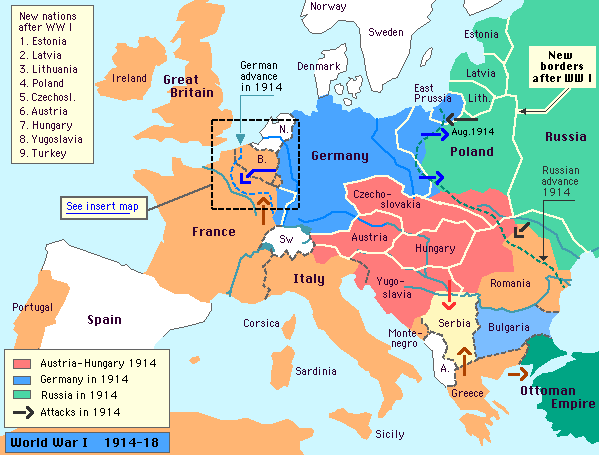 New nations
after WW I
1. Estonia
2. Latvia
3. Lithuania
4. Poland
5. Czechosl.
6. Austria
7. Hungary
8. Yugoslavia
9. Turkey
Norway
Sweden
Denmark
Ireland
Great
Britain
German
advance
in 1914
East
Prussia
Estonia
Latvia
Lith.
New
borders
after WW I
Aug.1914
Russia
N.
B.
Germany
Poland
Russian
advance
1914
See insert map
Czecho-
slovakia
France
Sw
Austria
Hungary
Italy
Yugo-
slavia
Romania
Portugal
Spain
Corsica
Monte-
negro
Serbia
Bulgaria
A.
Sardinia
Greece
Ottoman
Empire
Sicily
Austria-Hungary 1914
Germany in 1914
Russia in 1914
Attacks in 1914
World War I 1914-18